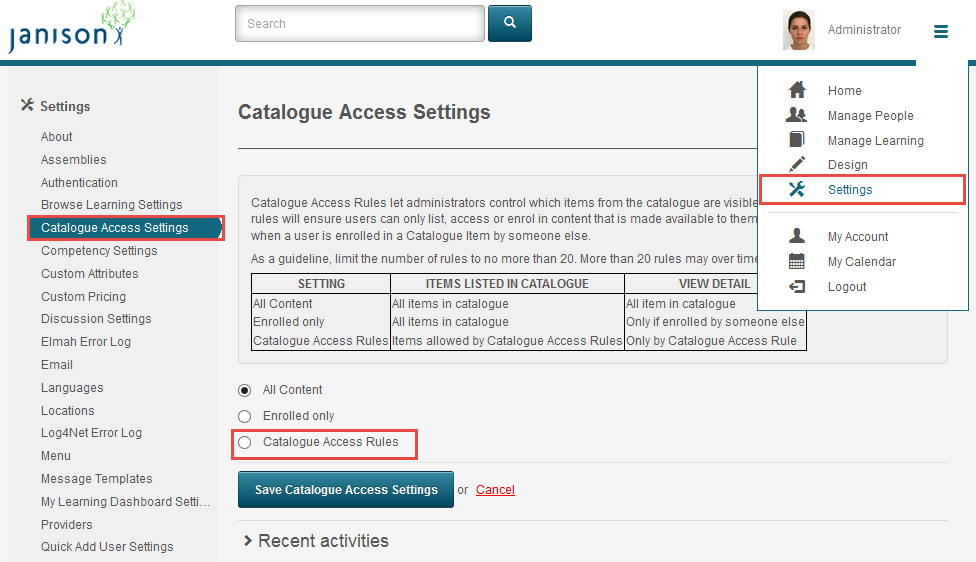 janison
Search
Administrator
Home
Manage People
Manage Learning
Design
Settings
My Account
My Calendar
Logout
Settings
About
Assemblies
Authentication
Browse Learning Settings
Catalogue Access Settings
Competency Settings
Custom Attributes
Custom Pricing
Discussion Settings
Elmah Error Log
Email
Languages
Locations
Log4Net Error Log
Menu
Message Templates
My Learning Dashboard Setti...
Providers
Quick Add User Settings
Catalogue Access Settings
Catalogue Access Rules let administrators control which items from the catalogue are visible
rules will ensure users can only list, access or enrol in content that is made available to them
when a user is enrolled in a Catalogue Item by someone else.
As a guideline, limit the number of rules to no more than 20. More than 20 rules may over time
SETTING ITEMS LISTED IN CATALOGUE VIEW DETAIL
All Content All items in catalogue All item in catalogue
Enrolled only All items in catalogue Only if enrolled by someone else
Catalogue Access Rules Items allowed by Catalogue Access Rules Only by Catalogue Access Rule
All Content
Enrolled only
Catalogue Access Rules
Save Catalogue Access Settings or Cancel
Recent activities